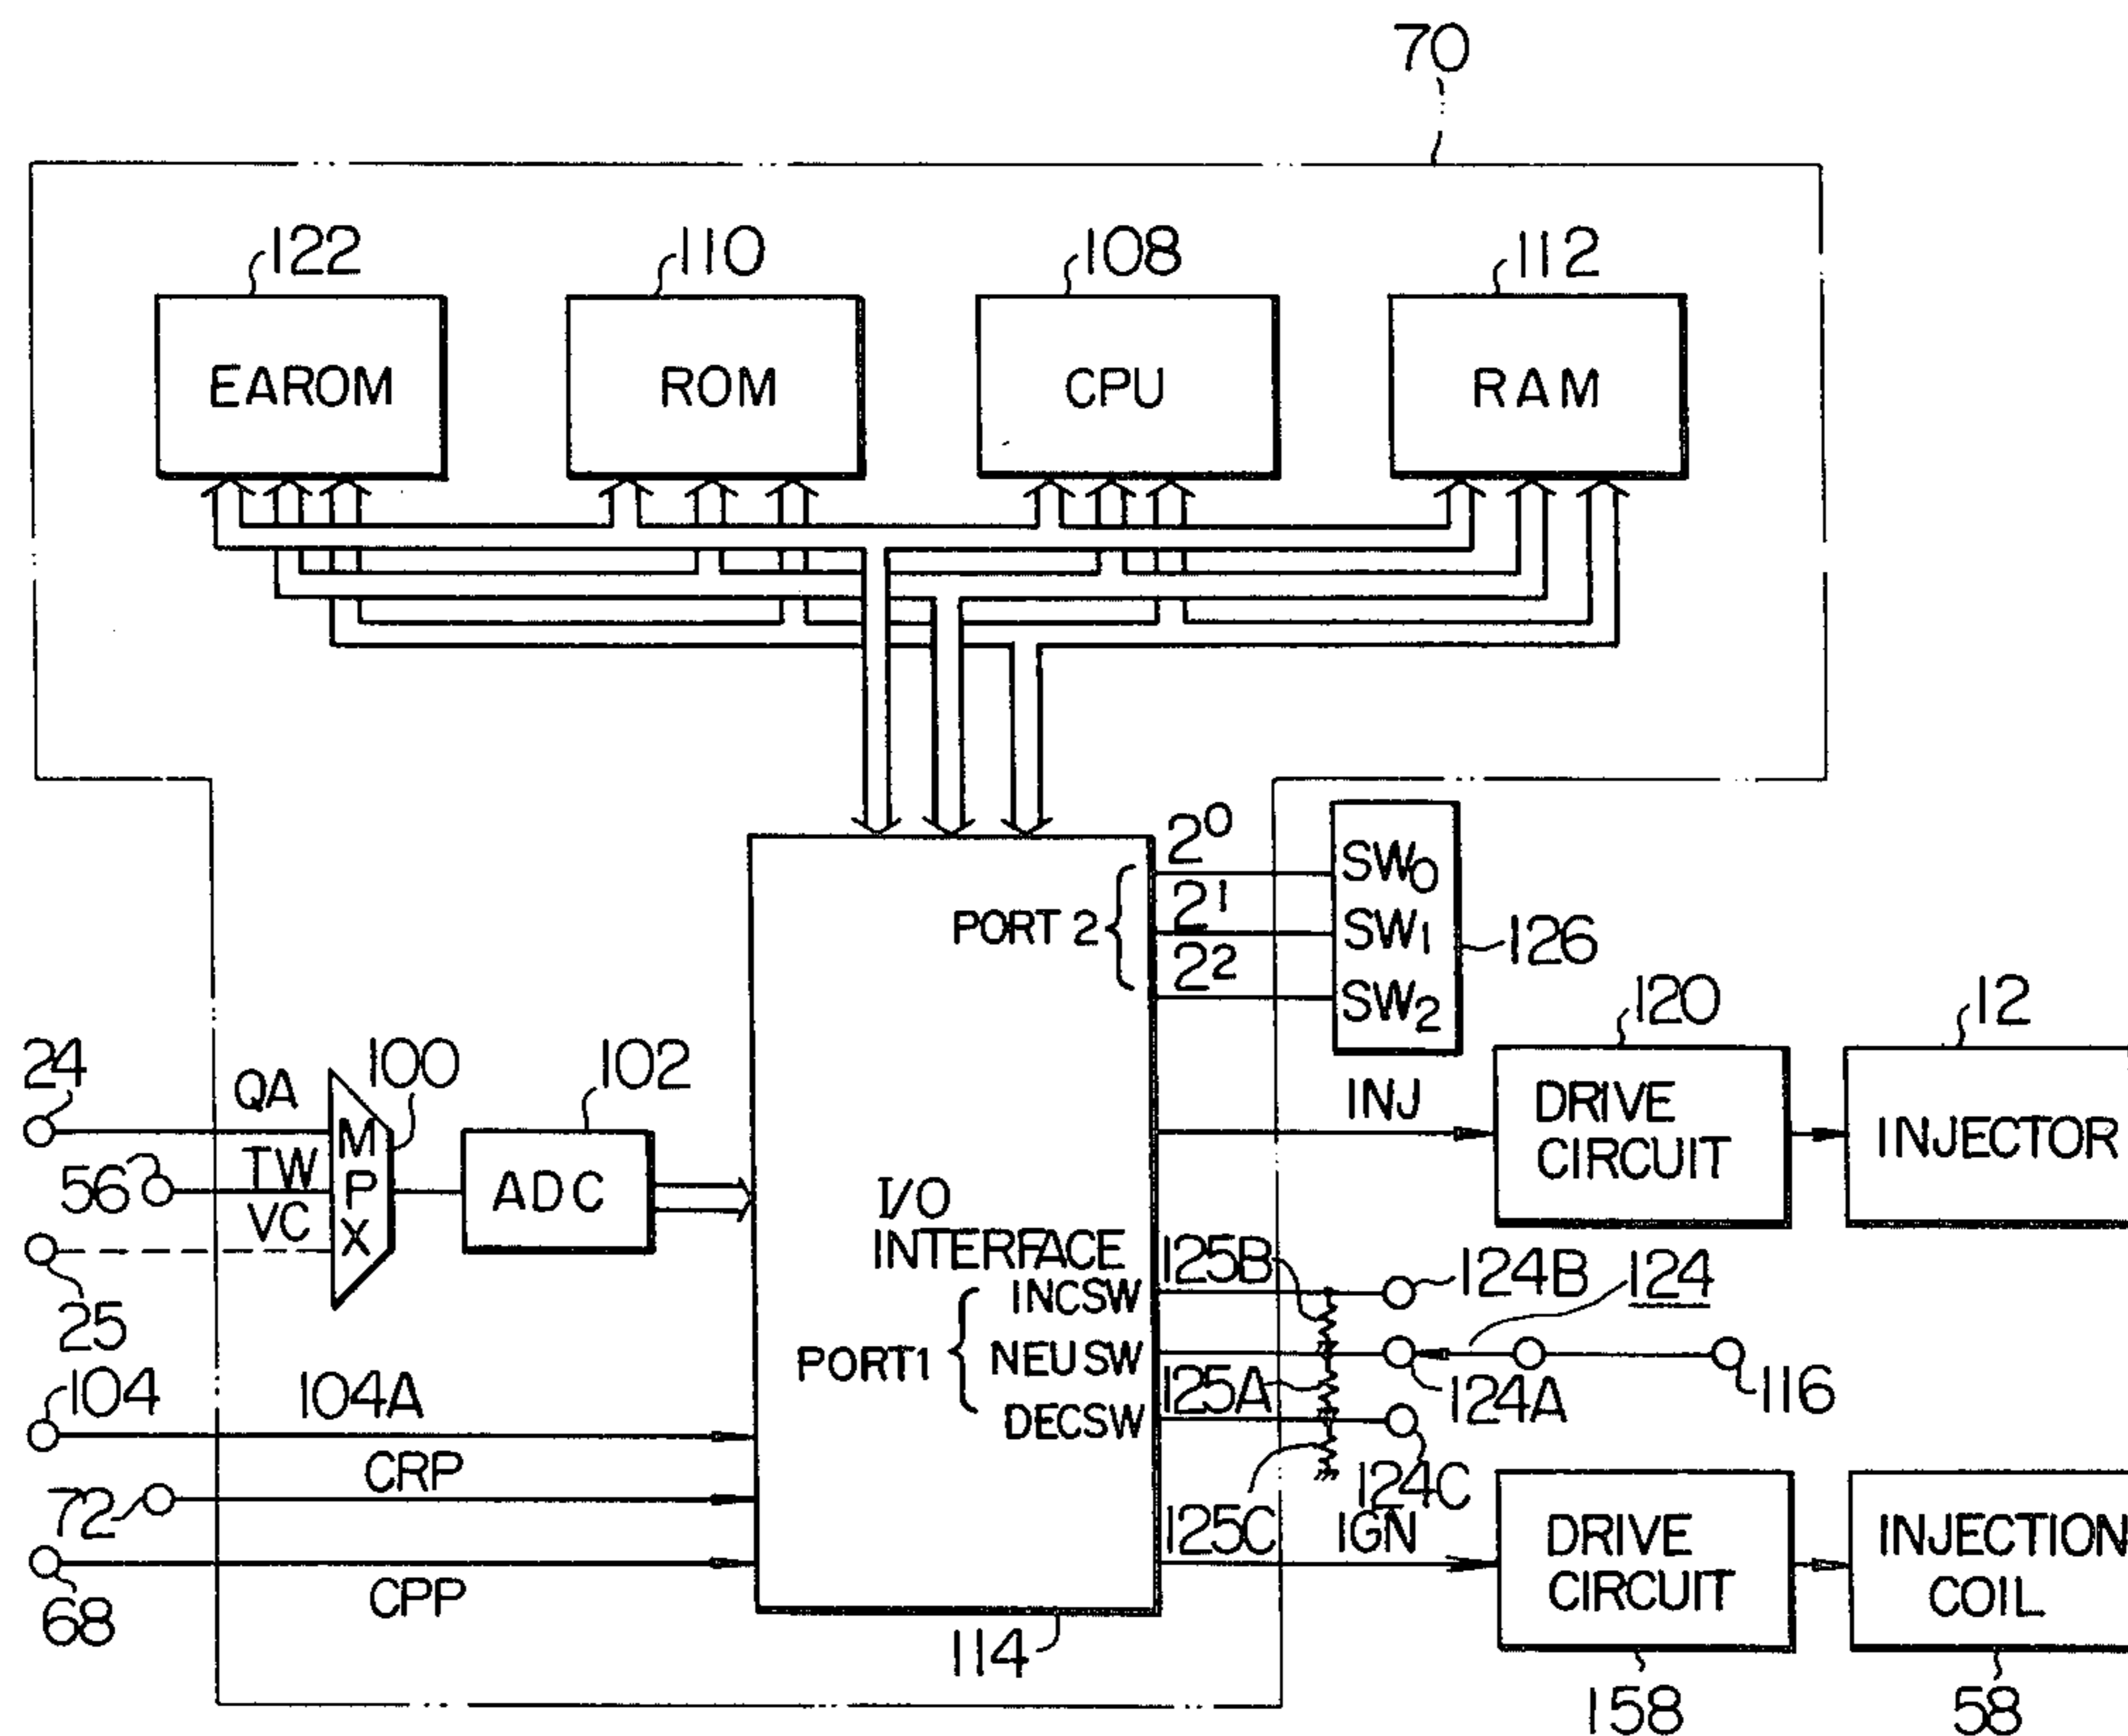 70
122
110
108
112
EAROM
ROM
CPU
RAM
2⁰
2¹
2²
PORT 2
SW₀
SW₁
SW₂
126
120
12
24
QA
100
102
INJ
DRIVE
CIRCUIT
INJECTOR
56
TW
VC
MPX
ADC
25
I/O
INTERFACE
125B
124B
124
INCSW
PORT1
NEUSW
125A
124A
116
DECSW
104
104A
CRP
72
124C
125C
IGN
DRIVE
CIRCUIT
INJECTION
COIL
68
CPP
114
158
58